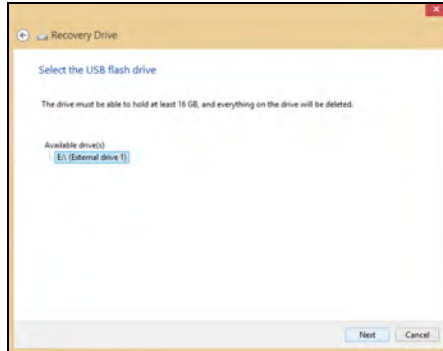 Recovery Drive
Select the USB flash drive
The drive must be able to hold at least 16 GB, and everything on the drive will be deleted.
Available drive(s)
E:\ (External drive 1)
Next Cancel